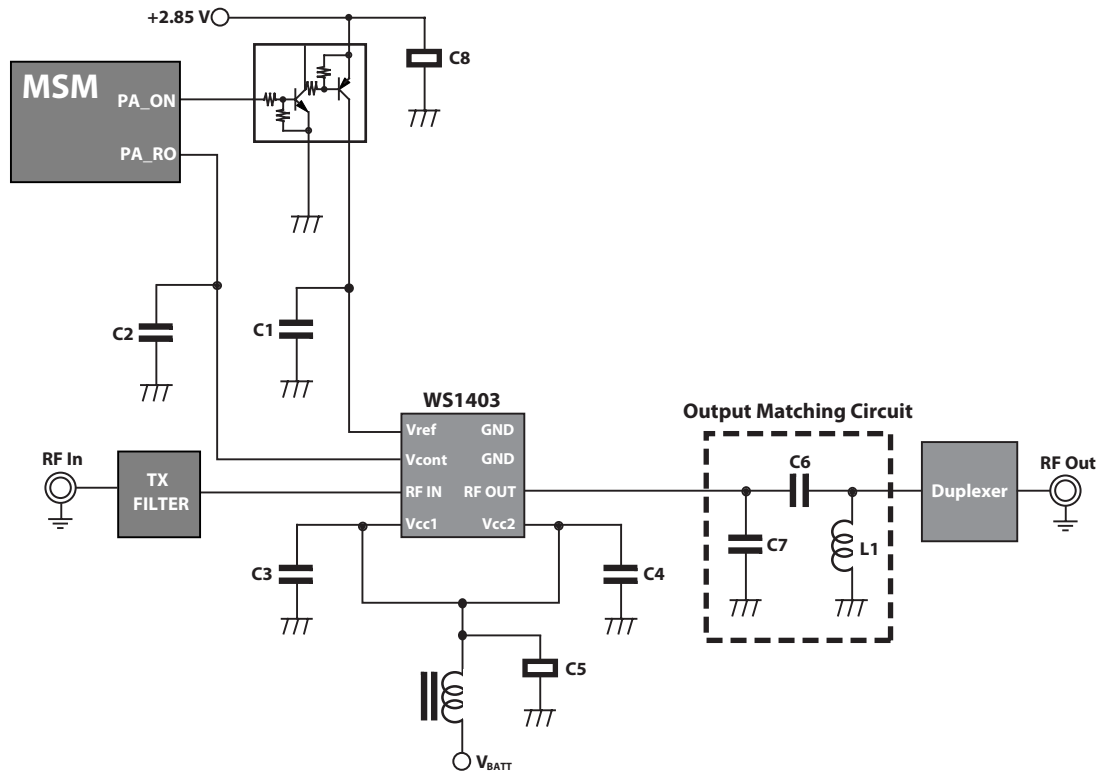 +2.85 V
C8
MSM
PA_ON
PA_RO
C2
C1
WS1403
Vref
GND
Vcont
GND
RF IN
RF OUT
Vcc1
Vcc2
RF In
TX
FILTER
Output Matching Circuit
C6
C7
L1
Duplexer
RF Out
C3
C4
C5
VBATT